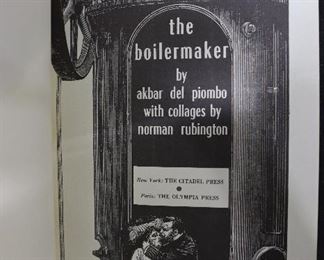 the
boilermaker
by
akbar del piombo
with collages by
norman rubington
New York: THE CITADEL PRESS
Paris: THE OLYMPIA PRESS